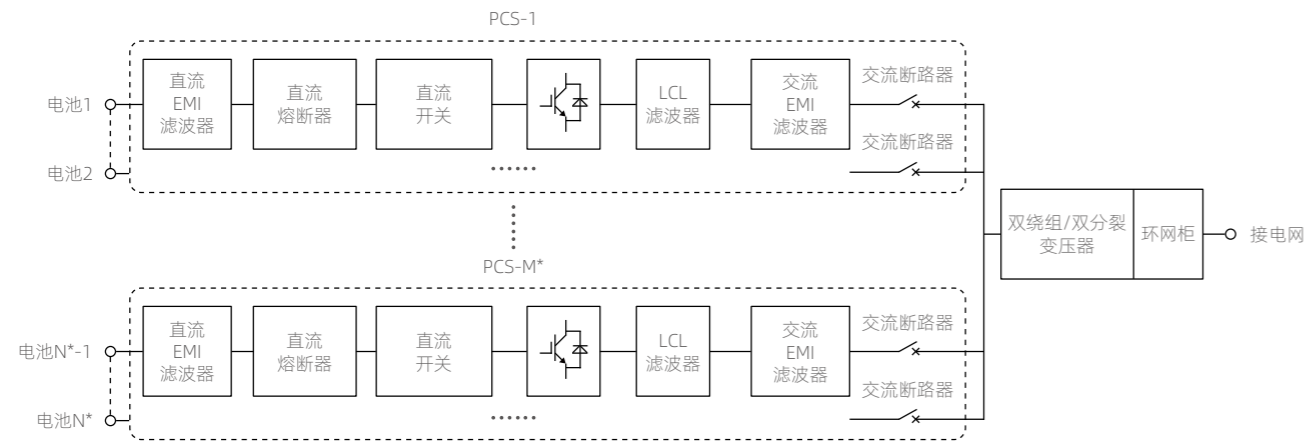 PCS-1
直流
EMI
滤波器
直流
熔断器
直流
开关
LCL
滤波器
交流
EMI
滤波器
交流断路器
电池1
交流断路器
电池2
......
双绕组/双分裂
变压器
环网柜
接电网
......
PCS-M*
直流
EMI
滤波器
直流
熔断器
直流
开关
LCL
滤波器
交流
EMI
滤波器
交流断路器
电池N*-1
交流断路器
电池N*
......